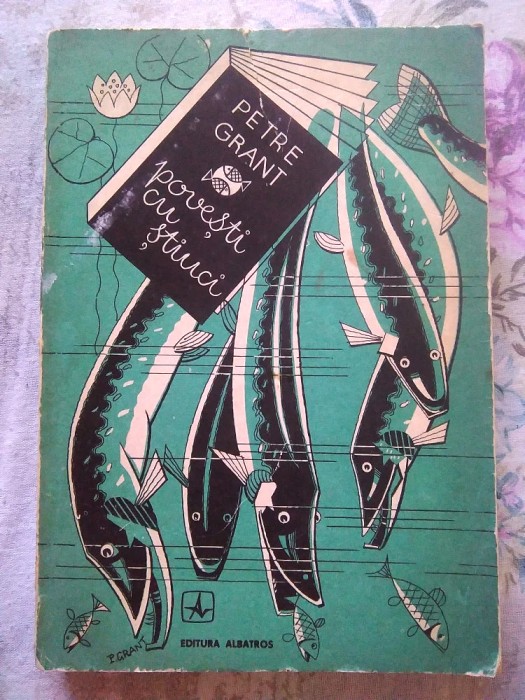 PETRE
GRANT
povești
cu
știuci
P.GRANT
EDITURA ALBATROS